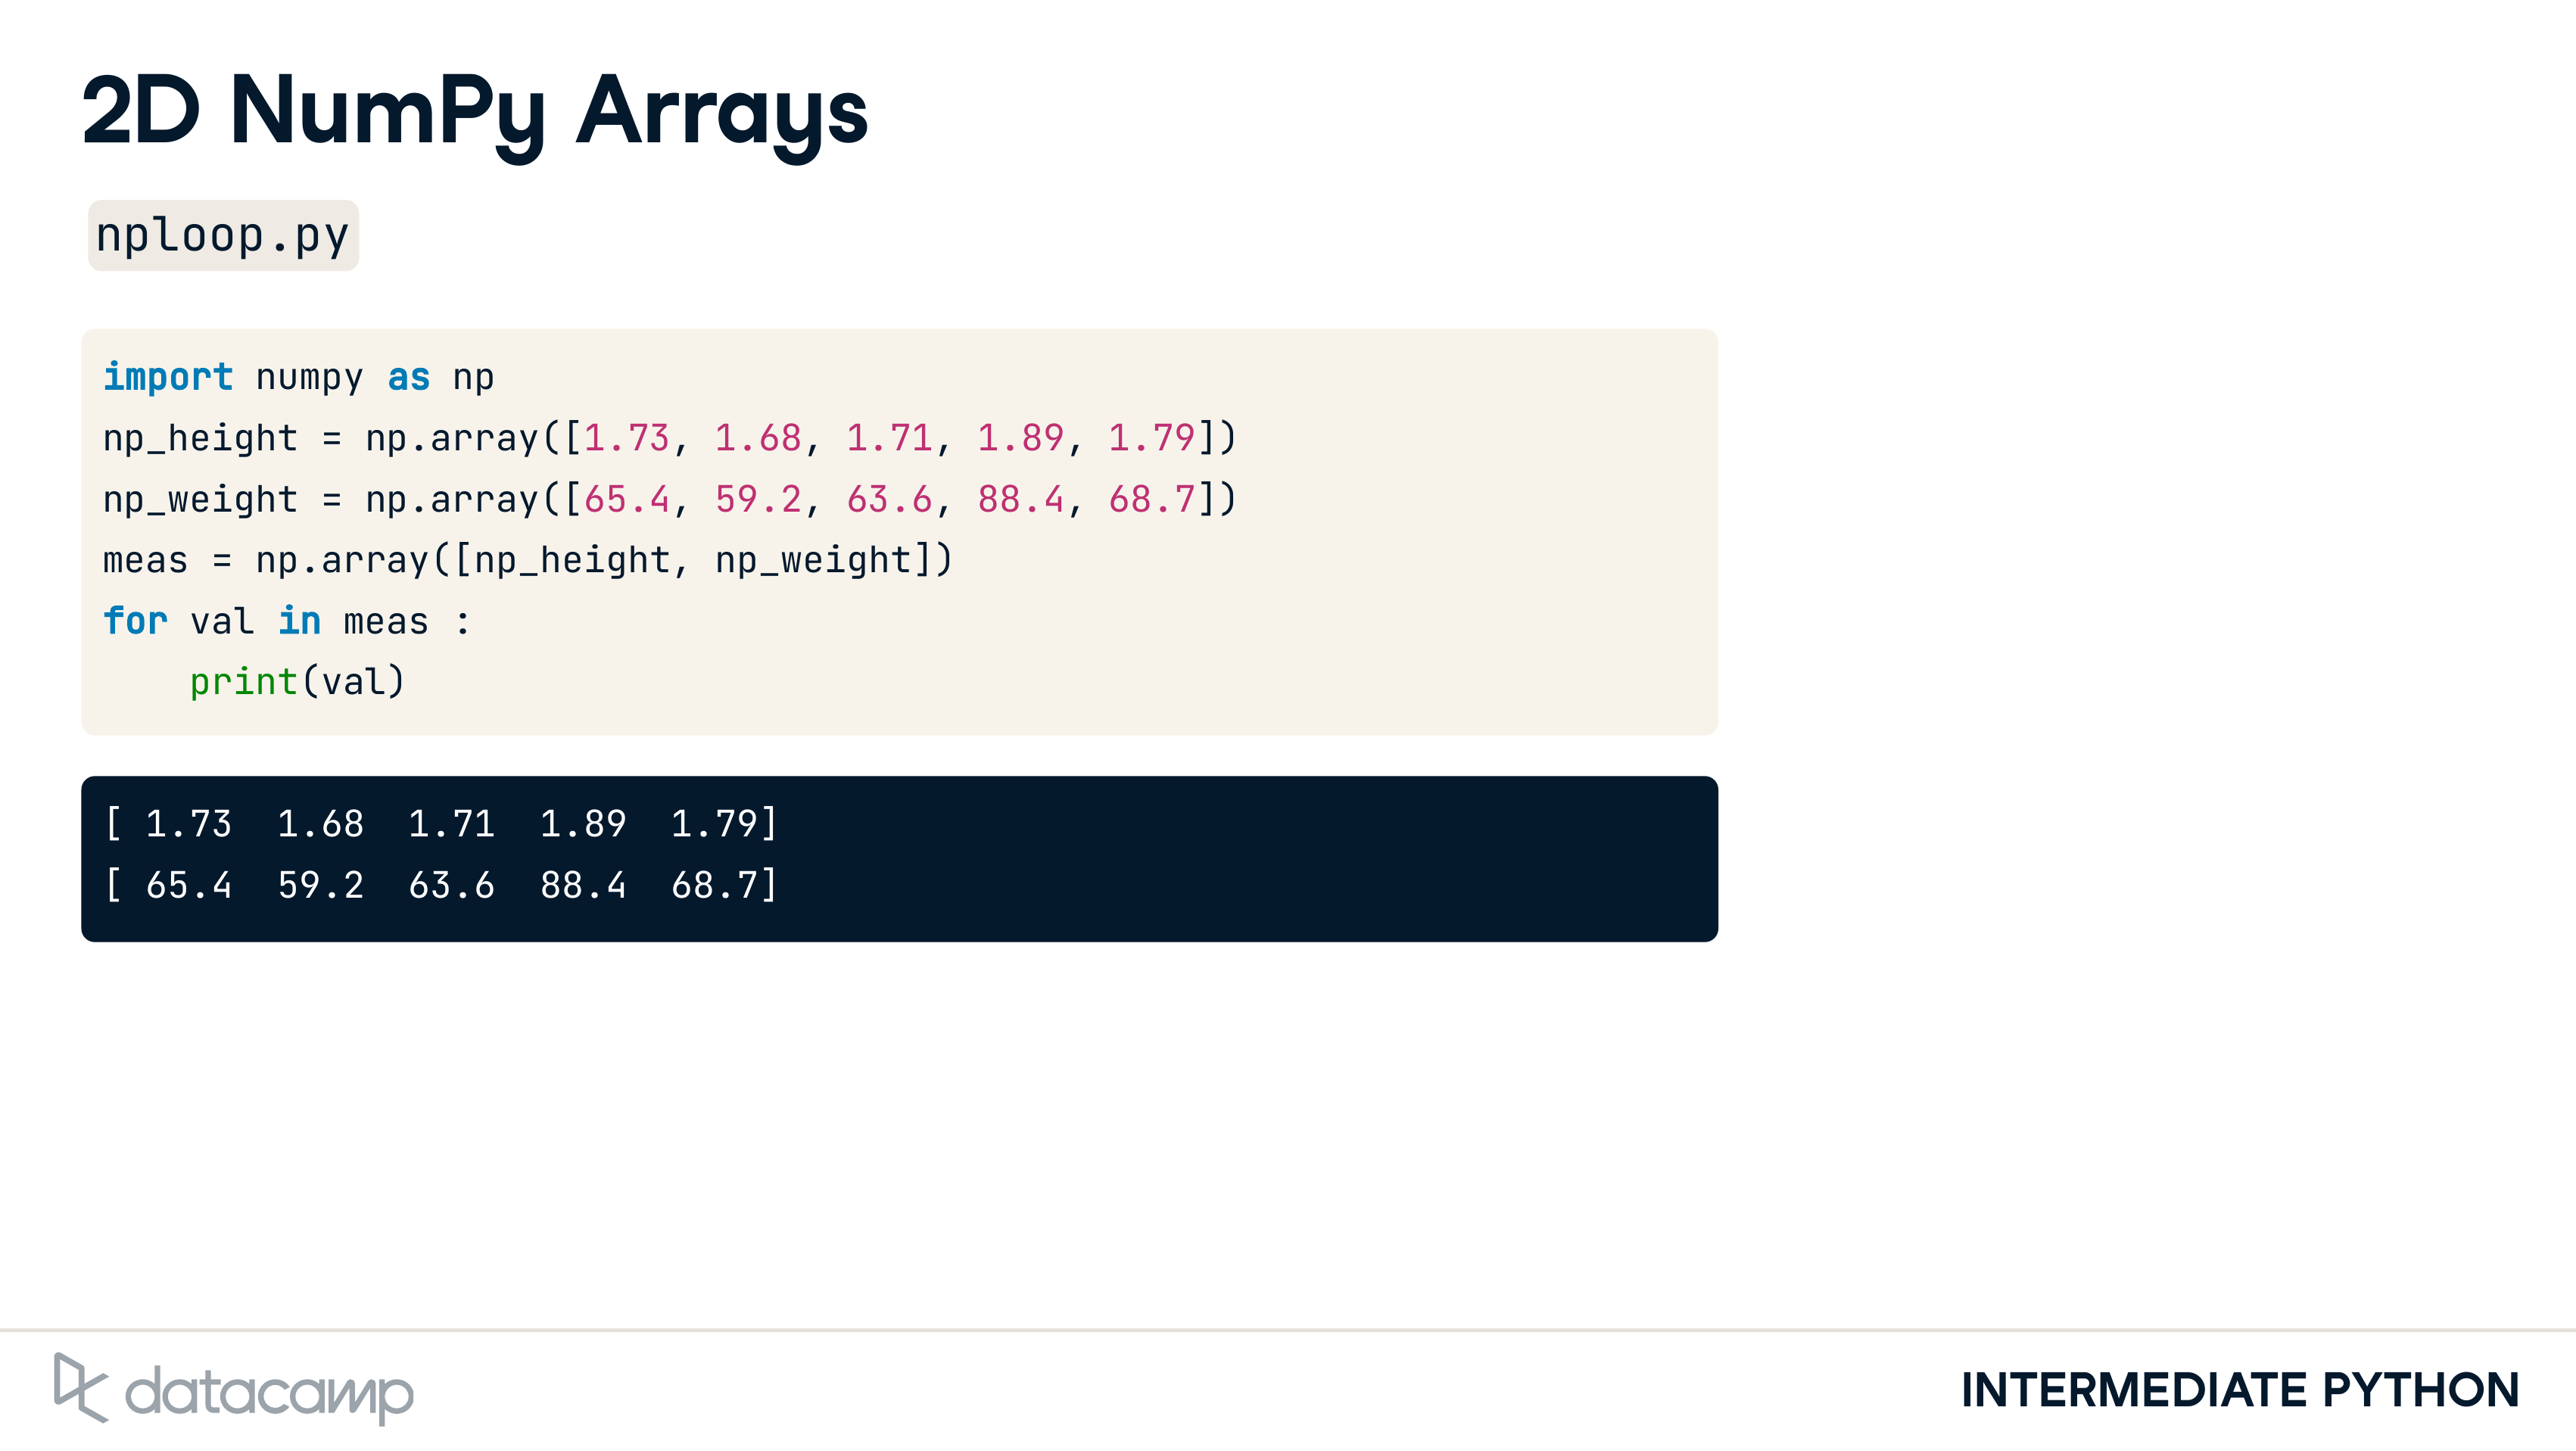 2D NumPy Arrays
nploop.py
import numpy as np
np_height = np.array([1.73, 1.68, 1.71, 1.89, 1.79])
np_weight = np.array([65.4, 59.2, 63.6, 88.4, 68.7])
meas = np.array([np_height, np_weight])
for val in meas :
    print(val)
[ 1.73  1.68  1.71  1.89  1.79]
[ 65.4  59.2  63.6  88.4  68.7]
datacamp
INTERMEDIATE PYTHON